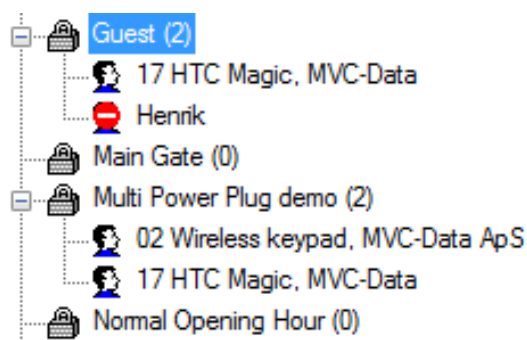 Guest (2)
17 HTC Magic, MVC-Data
Henrik
Main Gate (0)
Multi Power Plug demo (2)
02 Wireless keypad, MVC-Data ApS
17 HTC Magic, MVC-Data
Normal Opening Hour (0)